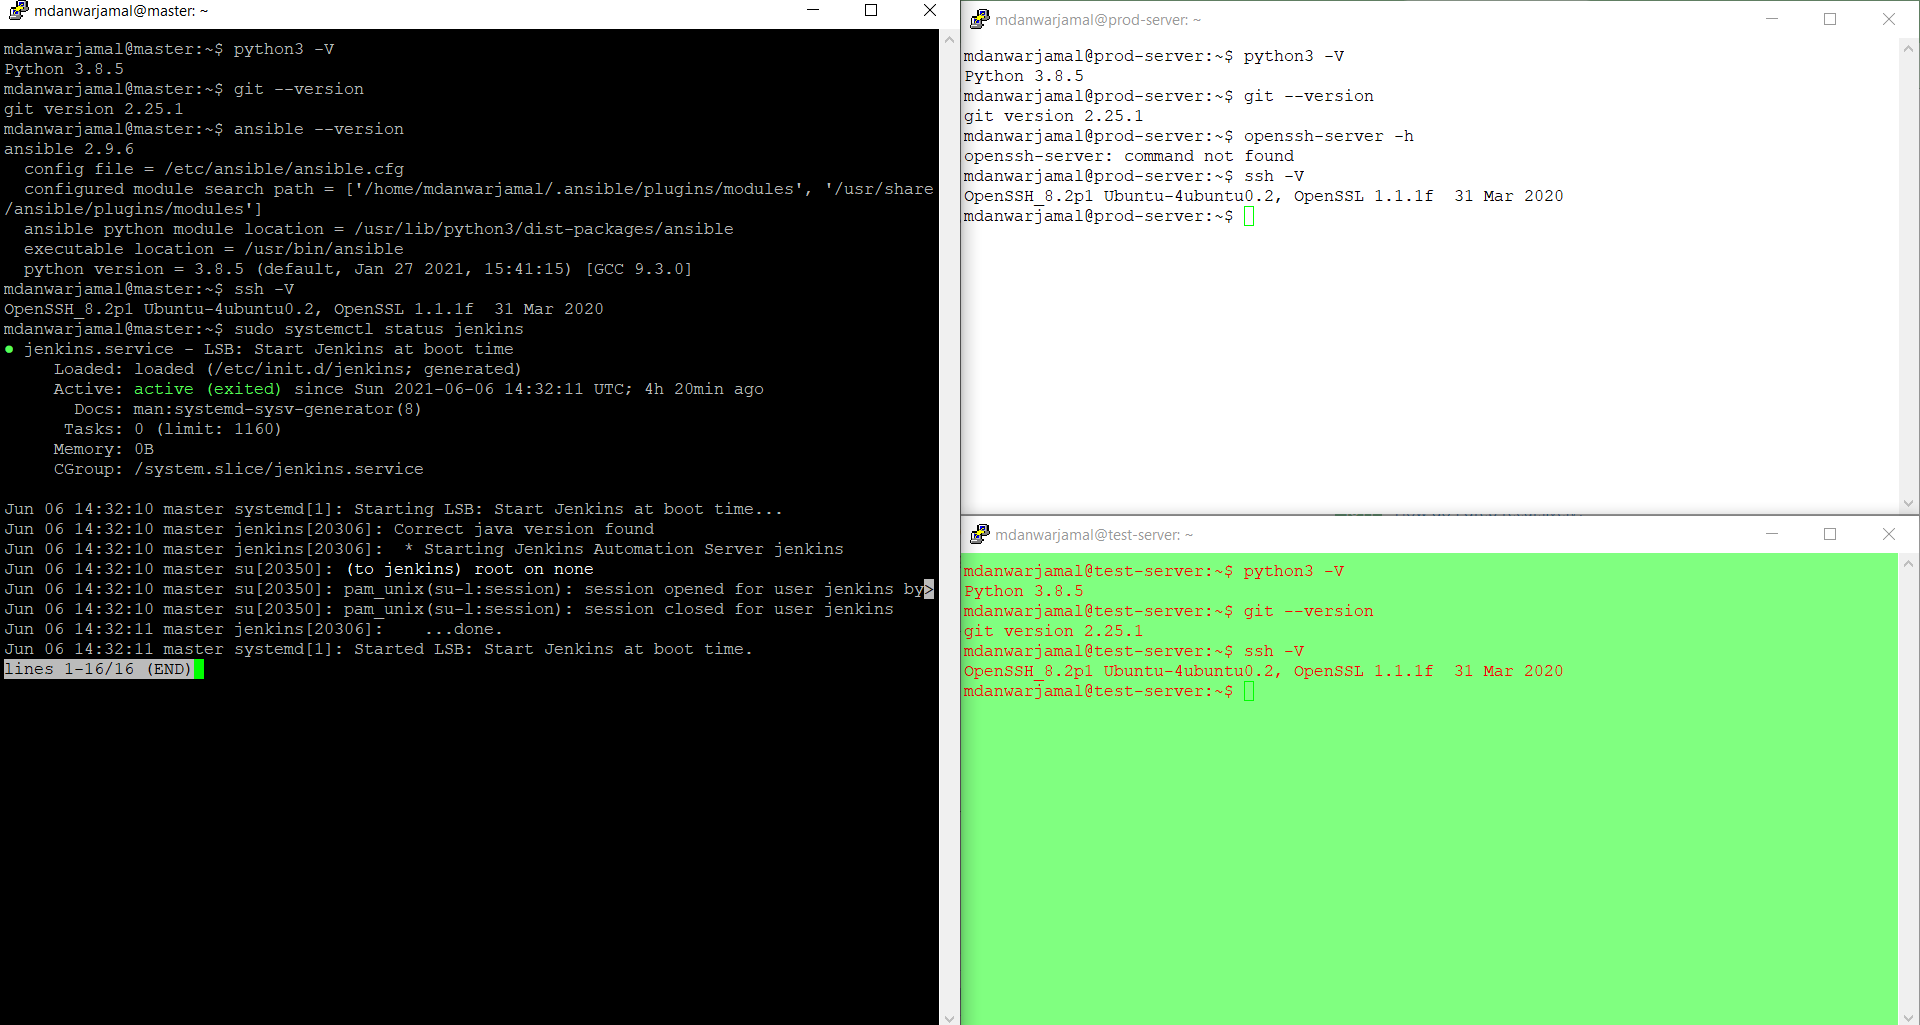 mdanwarjamal@master: ~
mdanwarjamal@master:~$ python3 -V
Python 3.8.5
mdanwarjamal@master:~$ git --version
git version 2.25.1
mdanwarjamal@master:~$ ansible --version
ansible 2.9.6
  config file = /etc/ansible/ansible.cfg
  configured module search path = ['/home/mdanwarjamal/.ansible/plugins/modules', '/usr/share
/ansible/plugins/modules']
  ansible python module location = /usr/lib/python3/dist-packages/ansible
  executable location = /usr/bin/ansible
  python version = 3.8.5 (default, Jan 27 2021, 15:41:15) [GCC 9.3.0]
mdanwarjamal@master:~$ ssh -V
OpenSSH_8.2p1 Ubuntu-4ubuntu0.2, OpenSSL 1.1.1f  31 Mar 2020
mdanwarjamal@master:~$ sudo systemctl status jenkins
● jenkins.service - LSB: Start Jenkins at boot time
     Loaded: loaded (/etc/init.d/jenkins; generated)
     Active: active (exited) since Sun 2021-06-06 14:32:11 UTC; 4h 20min ago
       Docs: man:systemd-sysv-generator(8)
      Tasks: 0 (limit: 1160)
     Memory: 0B
     CGroup: /system.slice/jenkins.service
Jun 06 14:32:10 master systemd[1]: Starting LSB: Start Jenkins at boot time...
Jun 06 14:32:10 master jenkins[20306]: Correct java version found
Jun 06 14:32:10 master jenkins[20306]:  * Starting Jenkins Automation Server jenkins
Jun 06 14:32:10 master su[20350]: (to jenkins) root on none
Jun 06 14:32:10 master su[20350]: pam_unix(su-l:session): session opened for user jenkins by>
Jun 06 14:32:10 master su[20350]: pam_unix(su-l:session): session closed for user jenkins
Jun 06 14:32:11 master jenkins[20306]:    ...done.
Jun 06 14:32:11 master systemd[1]: Started LSB: Start Jenkins at boot time.
lines 1-16/16 (END)
mdanwarjamal@prod-server: ~
mdanwarjamal@prod-server:~$ python3 -V
Python 3.8.5
mdanwarjamal@prod-server:~$ git --version
git version 2.25.1
mdanwarjamal@prod-server:~$ openssh-server -h
openssh-server: command not found
mdanwarjamal@prod-server:~$ ssh -V
OpenSSH_8.2p1 Ubuntu-4ubuntu0.2, OpenSSL 1.1.1f  31 Mar 2020
mdanwarjamal@prod-server:~$
mdanwarjamal@test-server: ~
mdanwarjamal@test-server:~$ python3 -V
Python 3.8.5
mdanwarjamal@test-server:~$ git --version
git version 2.25.1
mdanwarjamal@test-server:~$ ssh -V
OpenSSH_8.2p1 Ubuntu-4ubuntu0.2, OpenSSL 1.1.1f  31 Mar 2020
mdanwarjamal@test-server:~$